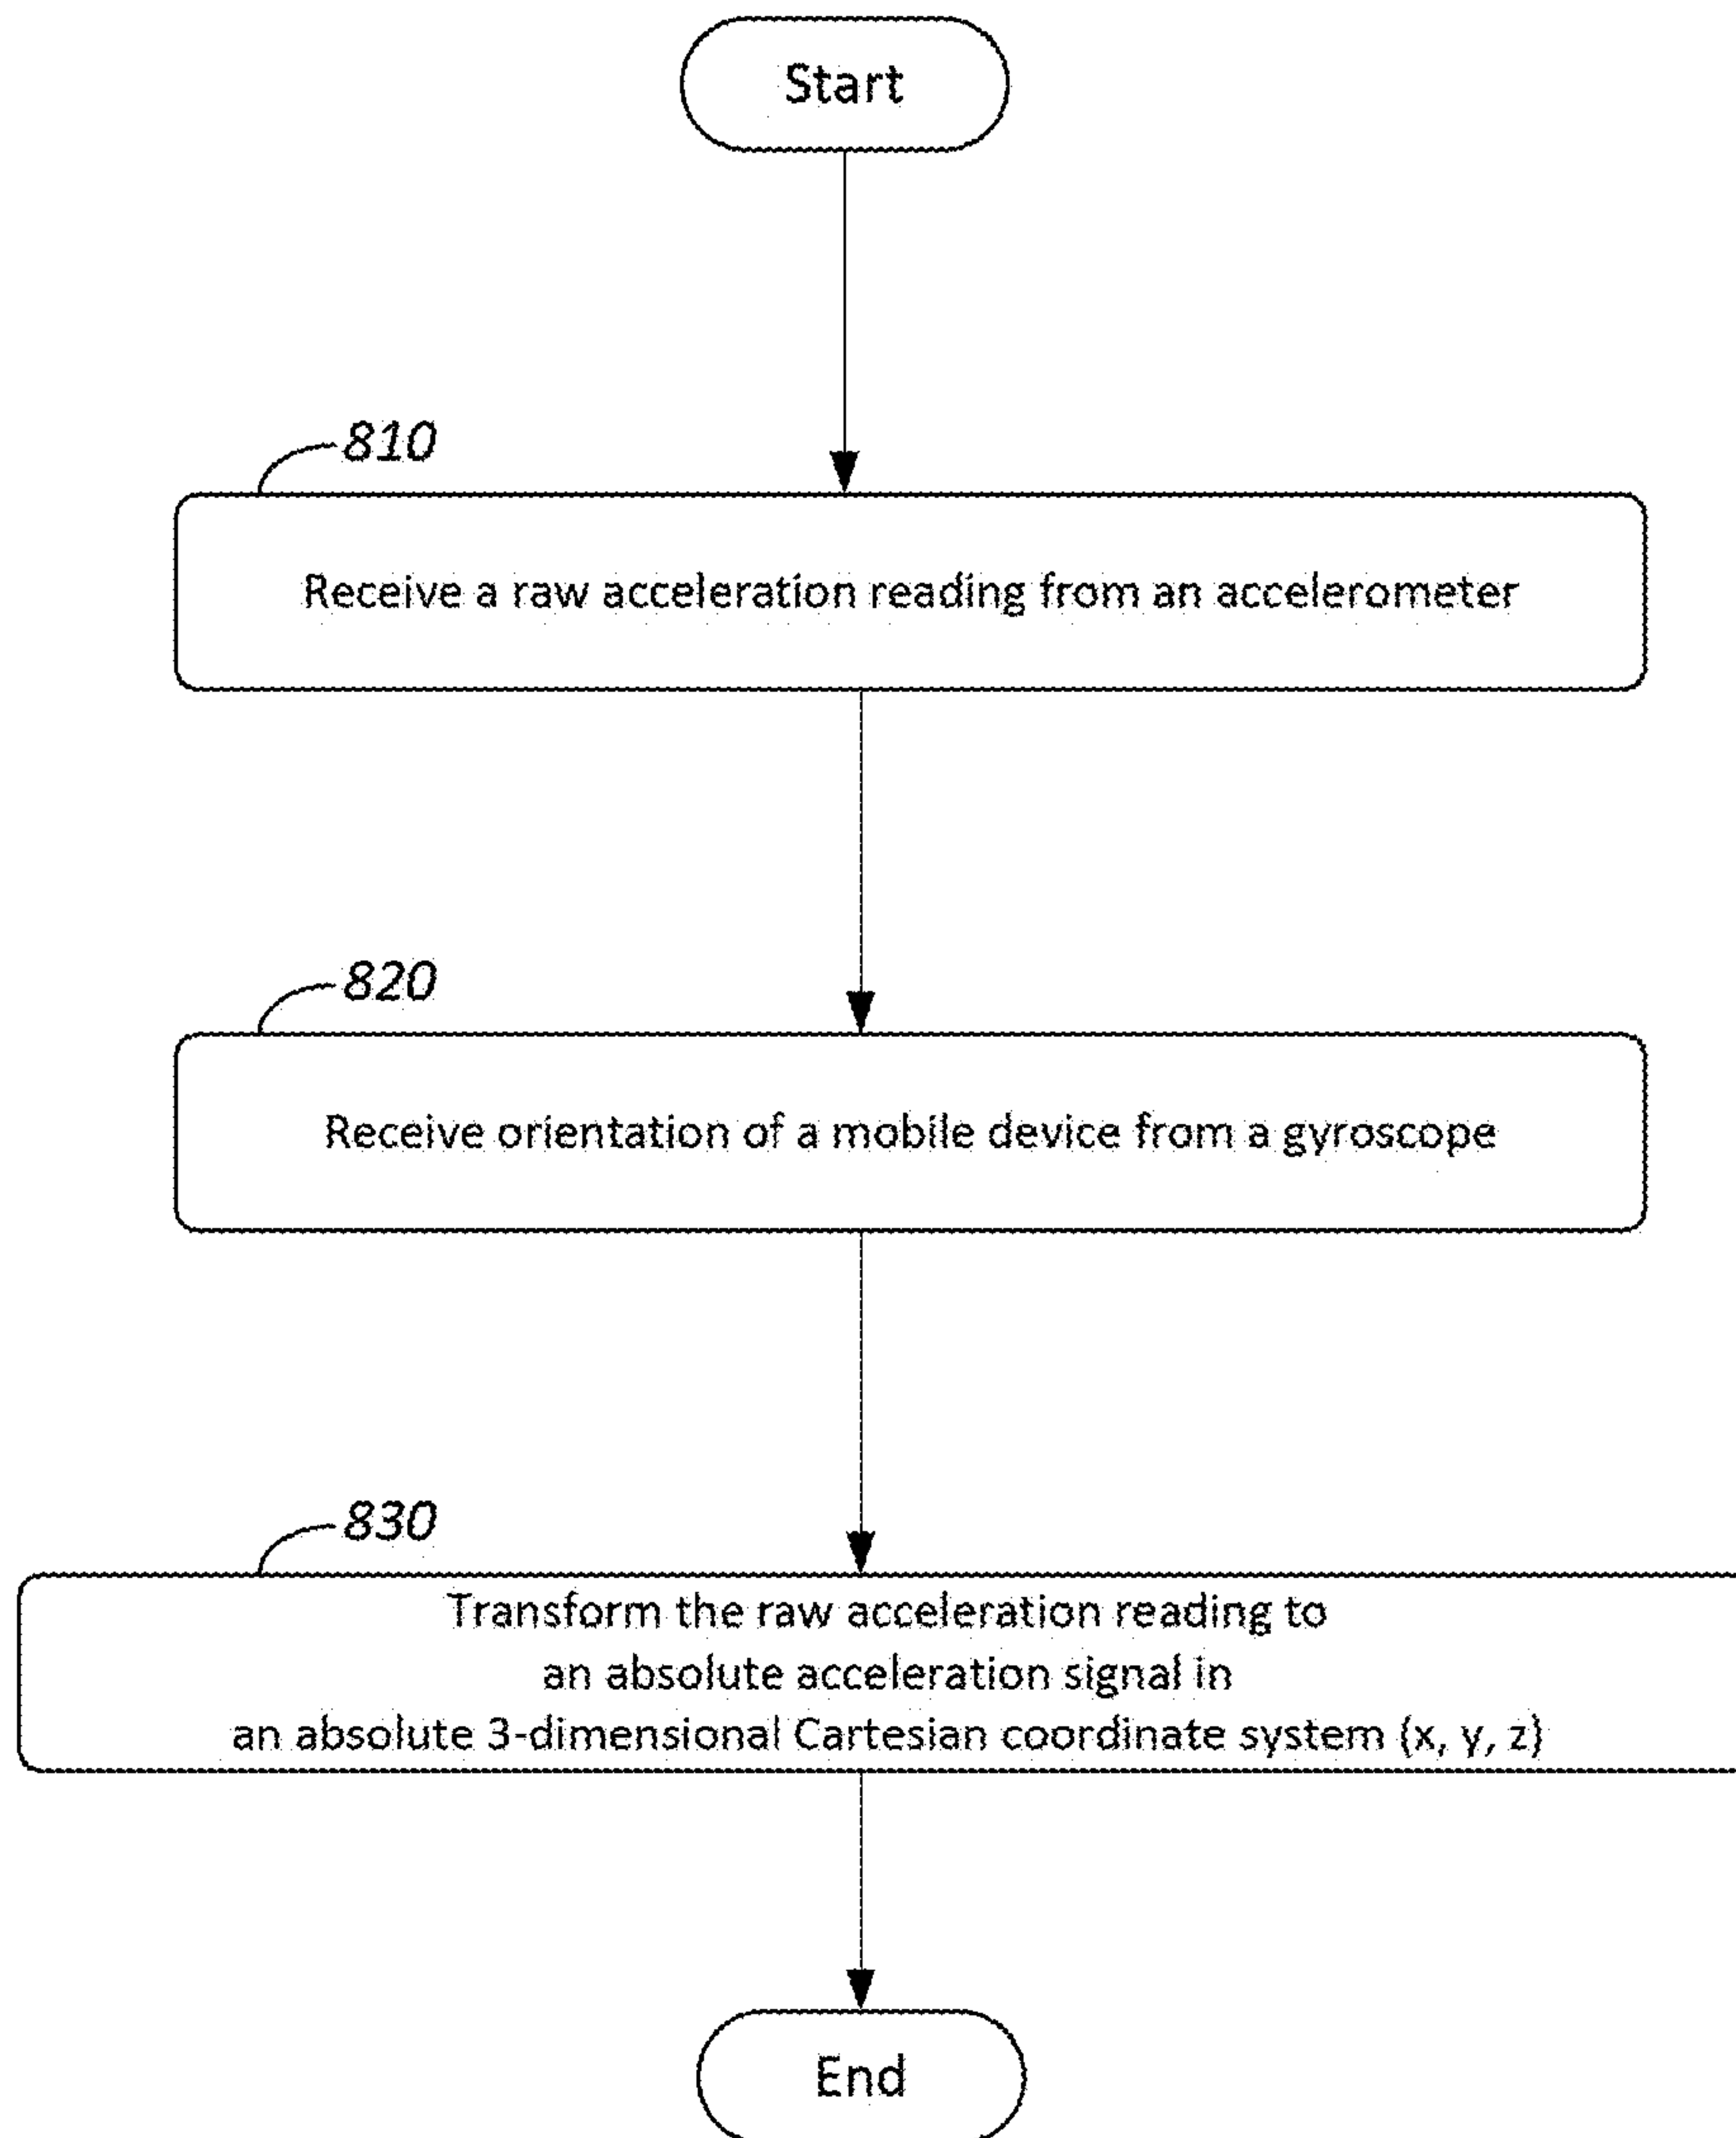 Start
810
Receive a raw acceleration reading from an accelerometer
820
Receive orientation of a mobile device from a gyroscope
830
Transform the raw acceleration reading to
an absolute acceleration signal in
an absolute 3-dimensional Cartesian coordinate system (x, y, z)
End